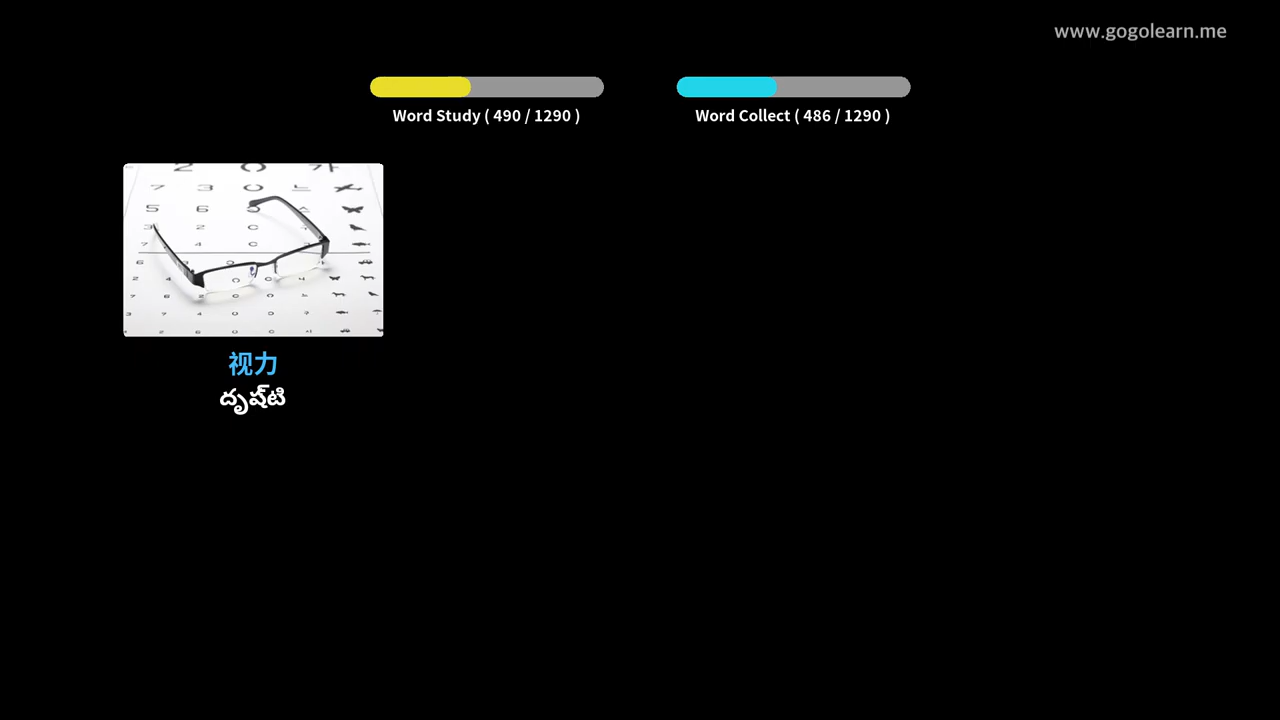 www.gogolearn.me
Word Study ( 490 / 1290 )
Word Collect ( 486 / 1290 )
视力
దృష్‌టి